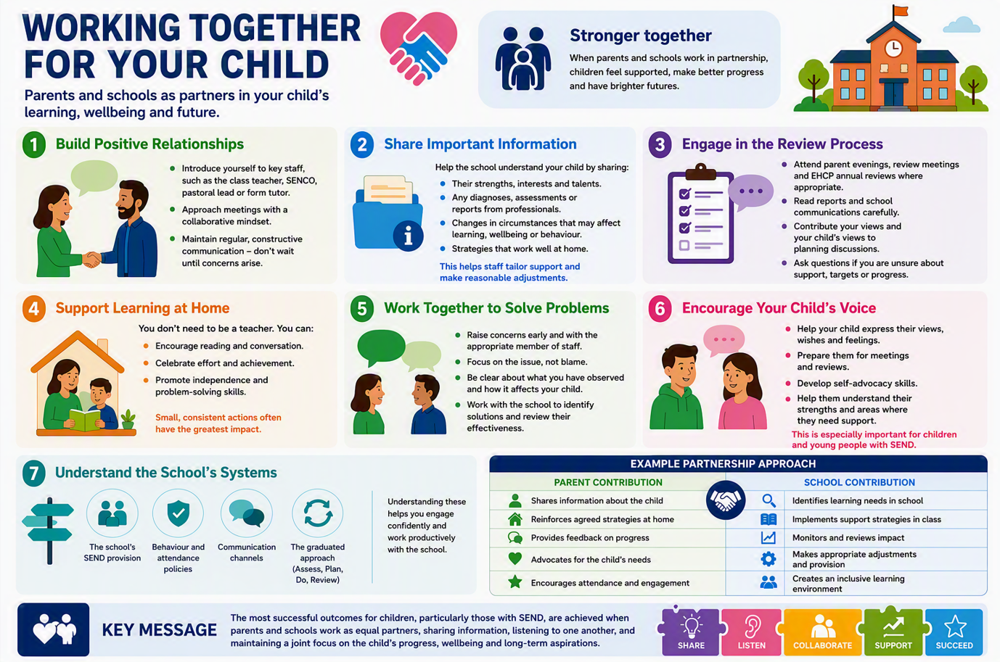 WORKING TOGETHER
FOR YOUR CHILD
Parents and schools as partners in your child's
learning, wellbeing and future.
Stronger together
When parents and schools work in partnership,
children feel supported, make better progress
and have brighter futures.
1 Build Positive Relationships
Introduce yourself to key staff,
such as the class teacher, SENCO,
pastoral lead or form tutor.
Approach meetings with a
collaborative mindset.
Maintain regular, constructive
communication – don't wait
until concerns arise.
2 Share Important Information
Help the school understand your child by sharing:
Their strengths, interests and talents.
Any diagnoses, assessments or
reports from professionals.
Changes in circumstances that may affect
learning, wellbeing or behaviour.
Strategies that work well at home.
This helps staff tailor support and
make reasonable adjustments.
3 Engage in the Review Process
Attend parent evenings, review meetings
and EHCP annual reviews where
appropriate.
Read reports and school
communications carefully.
Contribute your views and
your child's views to
planning discussions.
Ask questions if you are unsure about
support, targets or progress.
4 Support Learning at Home
You don't need to be a teacher. You can:
Encourage reading and conversation.
Celebrate effort and achievement.
Promote independence and
problem-solving skills.
Small, consistent actions often
have the greatest impact.
5 Work Together to Solve Problems
Raise concerns early and with the
appropriate member of staff.
Focus on the issue, not blame.
Be clear about what you have observed
and how it affects your child.
Work with the school to identify
solutions and review their
effectiveness.
6 Encourage Your Child's Voice
Help your child express their views,
wishes and feelings.
Prepare them for meetings
and reviews.
Develop self-advocacy skills.
Help them understand their
strengths and areas where
they need support.
This is especially important for children
and young people with SEND.
7 Understand the School's Systems
The school's
SEND provision
Behaviour and
attendance
policies
Communication
channels
The graduated
approach
(Assess, Plan,
Do, Review)
Understanding these
helps you engage
confidently and
work productively
with the school.
EXAMPLE PARTNERSHIP APPROACH
PARENT CONTRIBUTION SCHOOL CONTRIBUTION
Shares information about the child Identifies learning needs in school
Reinforces agreed strategies at home Implements support strategies in class
Provides feedback on progress Monitors and reviews impact
Advocates for the child's needs Makes appropriate adjustments
and provision
Encourages attendance and engagement Creates an inclusive learning
environment
KEY MESSAGE
The most successful outcomes for children, particularly those with SEND, are achieved when
parents and schools work as equal partners, sharing information, listening to one another, and
maintaining a joint focus on the child's progress, wellbeing and long-term aspirations.
SHARE LISTEN COLLABORATE SUPPORT SUCCEED